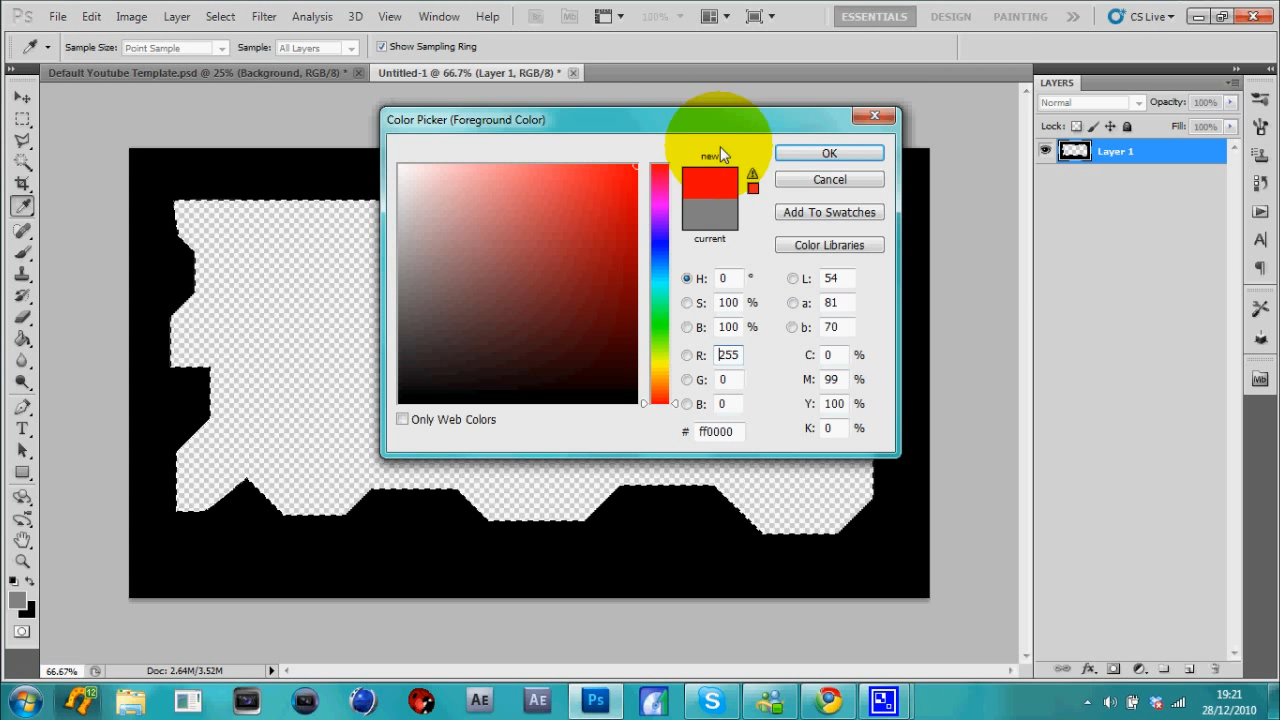 Ps File Edit Image Layer Select Filter Analysis 3D View Window Help Br Mb 100% ESSENTIALS DESIGN PAINTING CS Live
Sample Size: Point Sample Sample: All Layers Show Sampling Ring
Default Youtube Template.psd @ 25% (Background, RGB/8) * Untitled-1 @ 66.7% (Layer 1, RGB/8) *
LAYERS
Normal Opacity: 100%
Lock: Fill: 100%
Layer 1
Color Picker (Foreground Color)
new
OK
Cancel
Add To Swatches
current
Color Libraries
H: 0 ° L: 54
S: 100 % a: 81
B: 100 % b: 70
R: 255 C: 0 %
G: 0 M: 99 %
B: 0 Y: 100 %
Only Web Colors K: 0 %
# ff0000
66.67% Doc: 2.64M/3.52M
12 Ae Ae Ps
19:21
28/12/2010